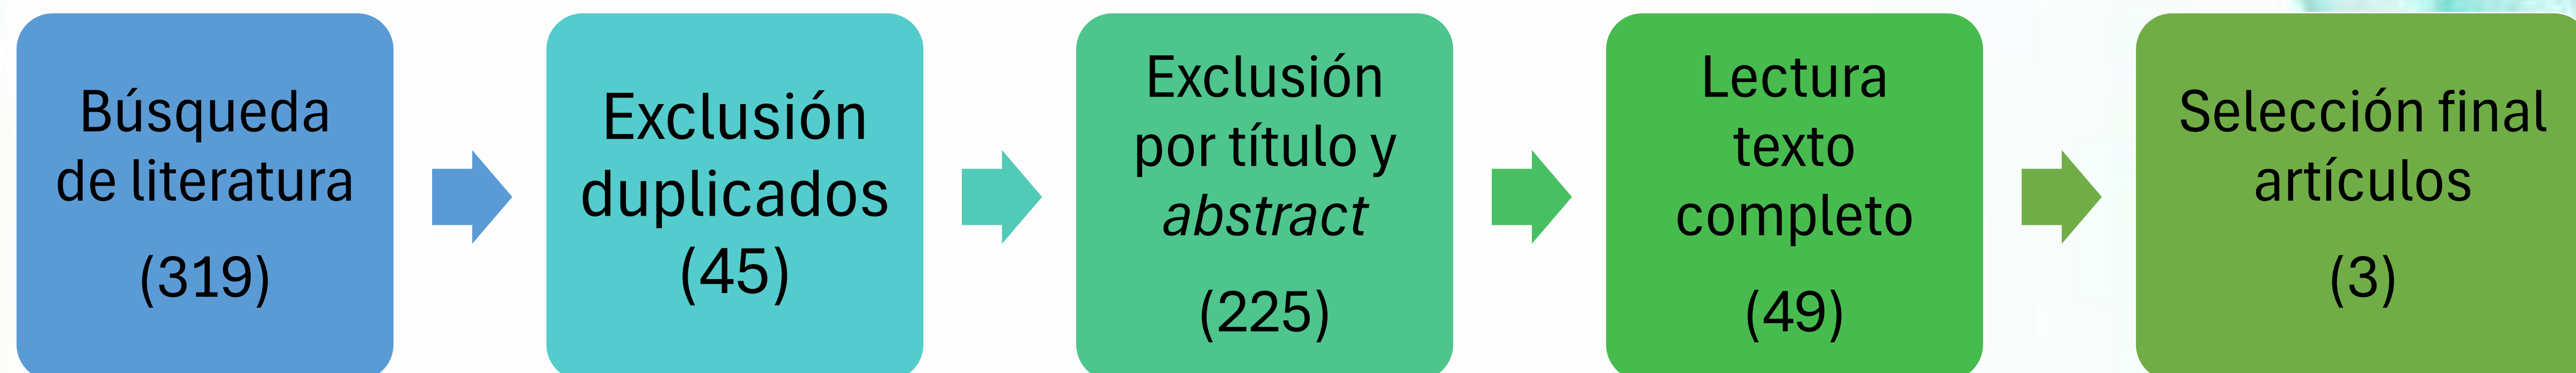 Búsqueda
de literatura
(319)
Exclusión
duplicados
(45)
Exclusión
por título y
abstract
(225)
Lectura
texto
completo
(49)
Selección final
artículos
(3)